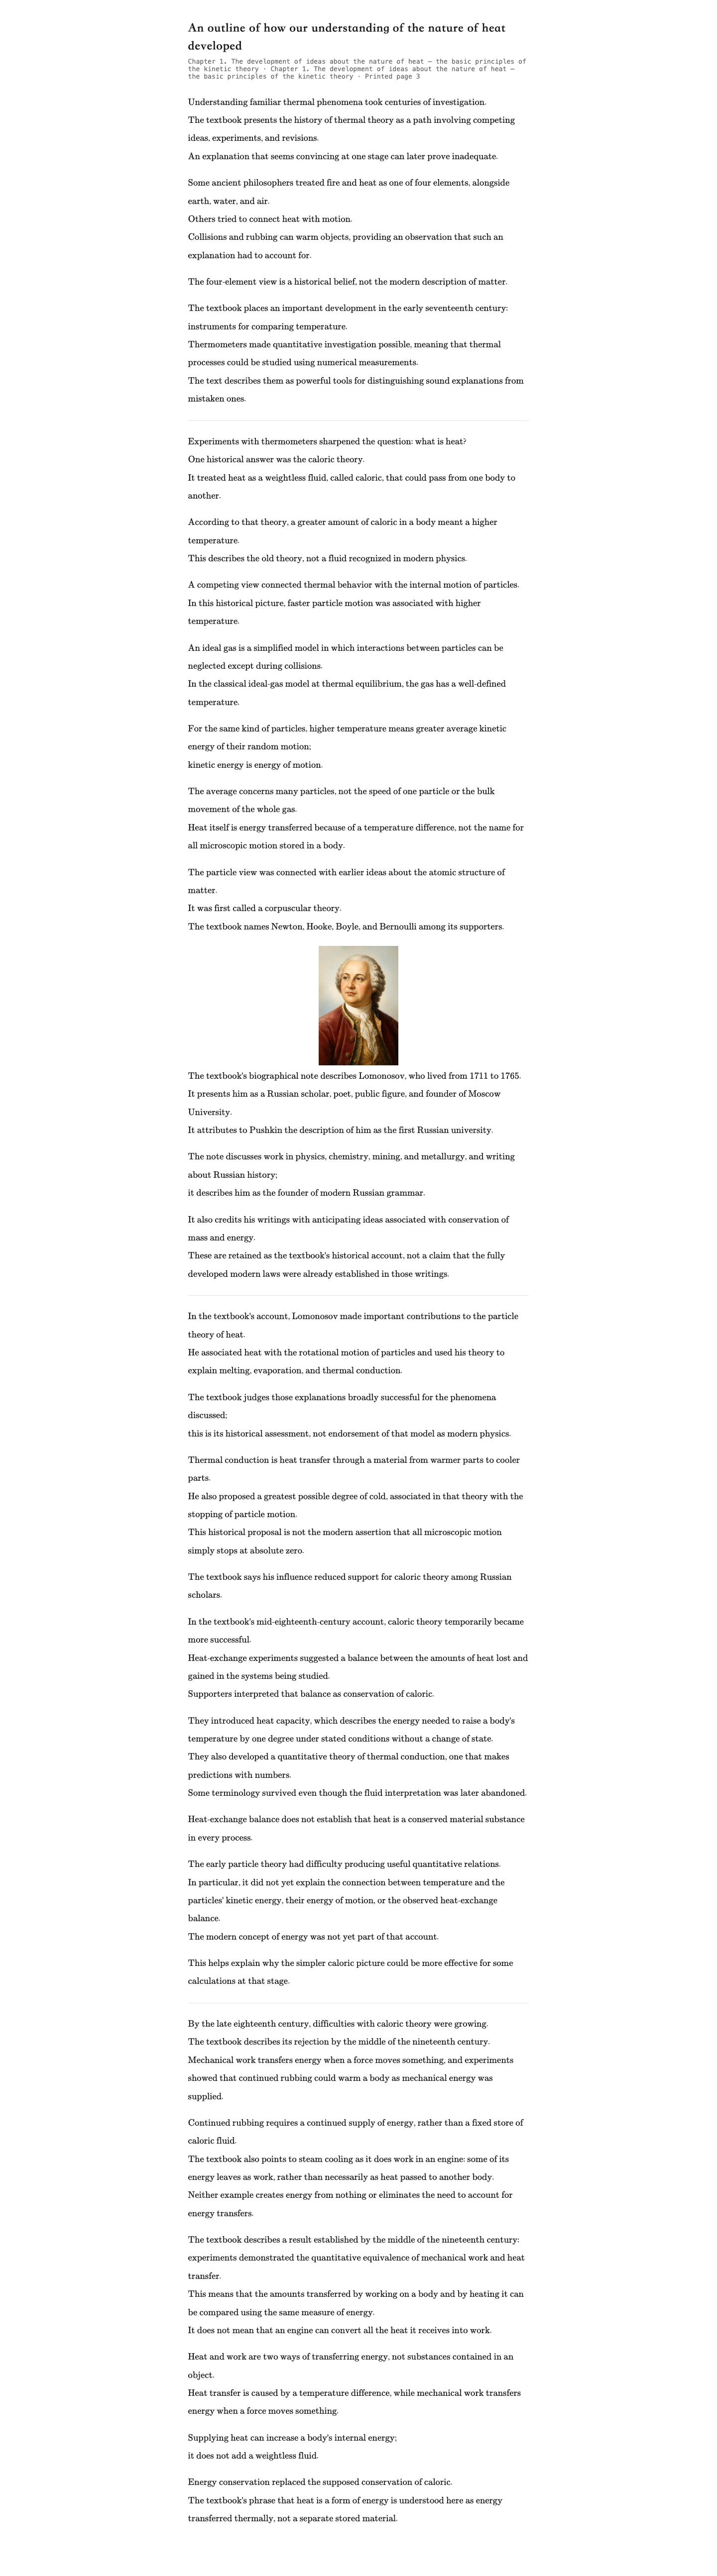 An outline of how our understanding of the nature of heat
developed
Chapter 1. The development of ideas about the nature of heat — the basic principles of
the kinetic theory · Chapter 1. The development of ideas about the nature of heat —
the basic principles of the kinetic theory · Printed page 3
Understanding familiar thermal phenomena took centuries of investigation.
The textbook presents the history of thermal theory as a path involving competing
ideas, experiments, and revisions.
An explanation that seems convincing at one stage can later prove inadequate.
Some ancient philosophers treated fire and heat as one of four elements, alongside
earth, water, and air.
Others tried to connect heat with motion.
Collisions and rubbing can warm objects, providing an observation that such an
explanation had to account for.
The four-element view is a historical belief, not the modern description of matter.
The textbook places an important development in the early seventeenth century:
instruments for comparing temperature.
Thermometers made quantitative investigation possible, meaning that thermal
processes could be studied using numerical measurements.
The text describes them as powerful tools for distinguishing sound explanations from
mistaken ones.
Experiments with thermometers sharpened the question: what is heat?
One historical answer was the caloric theory.
It treated heat as a weightless fluid, called caloric, that could pass from one body to
another.
According to that theory, a greater amount of caloric in a body meant a higher
temperature.
This describes the old theory, not a fluid recognized in modern physics.
A competing view connected thermal behavior with the internal motion of particles.
In this historical picture, faster particle motion was associated with higher
temperature.
An ideal gas is a simplified model in which interactions between particles can be
neglected except during collisions.
In the classical ideal-gas model at thermal equilibrium, the gas has a well-defined
temperature.
For the same kind of particles, higher temperature means greater average kinetic
energy of their random motion;
kinetic energy is energy of motion.
The average concerns many particles, not the speed of one particle or the bulk
movement of the whole gas.
Heat itself is energy transferred because of a temperature difference, not the name for
all microscopic motion stored in a body.
The particle view was connected with earlier ideas about the atomic structure of
matter.
It was first called a corpuscular theory.
The textbook names Newton, Hooke, Boyle, and Bernoulli among its supporters.
The textbook's biographical note describes Lomonosov, who lived from 1711 to 1765.
It presents him as a Russian scholar, poet, public figure, and founder of Moscow
University.
It attributes to Pushkin the description of him as the first Russian university.
The note discusses work in physics, chemistry, mining, and metallurgy, and writing
about Russian history;
it describes him as the founder of modern Russian grammar.
It also credits his writings with anticipating ideas associated with conservation of
mass and energy.
These are retained as the textbook's historical account, not a claim that the fully
developed modern laws were already established in those writings.
In the textbook's account, Lomonosov made important contributions to the particle
theory of heat.
He associated heat with the rotational motion of particles and used his theory to
explain melting, evaporation, and thermal conduction.
The textbook judges those explanations broadly successful for the phenomena
discussed;
this is its historical assessment, not endorsement of that model as modern physics.
Thermal conduction is heat transfer through a material from warmer parts to cooler
parts.
He also proposed a greatest possible degree of cold, associated in that theory with the
stopping of particle motion.
This historical proposal is not the modern assertion that all microscopic motion
simply stops at absolute zero.
The textbook says his influence reduced support for caloric theory among Russian
scholars.
In the textbook's mid-eighteenth-century account, caloric theory temporarily became
more successful.
Heat-exchange experiments suggested a balance between the amounts of heat lost and
gained in the systems being studied.
Supporters interpreted that balance as conservation of caloric.
They introduced heat capacity, which describes the energy needed to raise a body's
temperature by one degree under stated conditions without a change of state.
They also developed a quantitative theory of thermal conduction, one that makes
predictions with numbers.
Some terminology survived even though the fluid interpretation was later abandoned.
Heat-exchange balance does not establish that heat is a conserved material substance
in every process.
The early particle theory had difficulty producing useful quantitative relations.
In particular, it did not yet explain the connection between temperature and the
particles' kinetic energy, their energy of motion, or the observed heat-exchange
balance.
The modern concept of energy was not yet part of that account.
This helps explain why the simpler caloric picture could be more effective for some
calculations at that stage.
By the late eighteenth century, difficulties with caloric theory were growing.
The textbook describes its rejection by the middle of the nineteenth century.
Mechanical work transfers energy when a force moves something, and experiments
showed that continued rubbing could warm a body as mechanical energy was
supplied.
Continued rubbing requires a continued supply of energy, rather than a fixed store of
caloric fluid.
The textbook also points to steam cooling as it does work in an engine: some of its
energy leaves as work, rather than necessarily as heat passed to another body.
Neither example creates energy from nothing or eliminates the need to account for
energy transfers.
The textbook describes a result established by the middle of the nineteenth century:
experiments demonstrated the quantitative equivalence of mechanical work and heat
transfer.
This means that the amounts transferred by working on a body and by heating it can
be compared using the same measure of energy.
It does not mean that an engine can convert all the heat it receives into work.
Heat and work are two ways of transferring energy, not substances contained in an
object.
Heat transfer is caused by a temperature difference, while mechanical work transfers
energy when a force moves something.
Supplying heat can increase a body's internal energy;
it does not add a weightless fluid.
Energy conservation replaced the supposed conservation of caloric.
The textbook's phrase that heat is a form of energy is understood here as energy
transferred thermally, not a separate stored material.